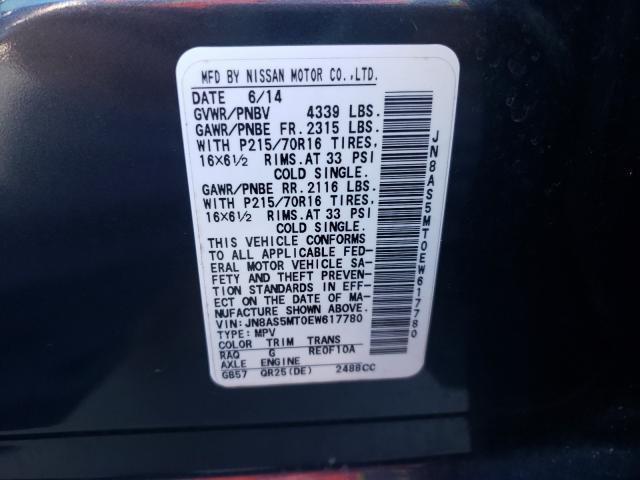 MFD BY NISSAN MOTOR CO.,LTD.
DATE 6/14
GVWR/PNBV 4339 LBS.
GAWR/PNBE FR. 2315 LBS.
WITH P215/70R16 TIRES,
16X6½ RIMS.AT 33 PSI
COLD SINGLE.
GAWR/PNBE RR. 2116 LBS.
WITH P215/70R16 TIRES,
16X6½ RIMS.AT 33 PSI
COLD SINGLE.
THIS VEHICLE CONFORMS
TO ALL APPLICABLE FED-
ERAL MOTOR VEHICLE SA-
FETY AND THEFT PREVEN-
TION STANDARDS IN EFF-
ECT ON THE DATE OF MA-
NUFACTURE SHOWN ABOVE.
VIN: JN8AS5MT0EW617780
TYPE: MPV
COLOR TRIM TRANS
RAQ G RE0F10A
AXLE ENGINE
GB57 QR25(DE) 2488CC
JN8AS5MT0EW617780